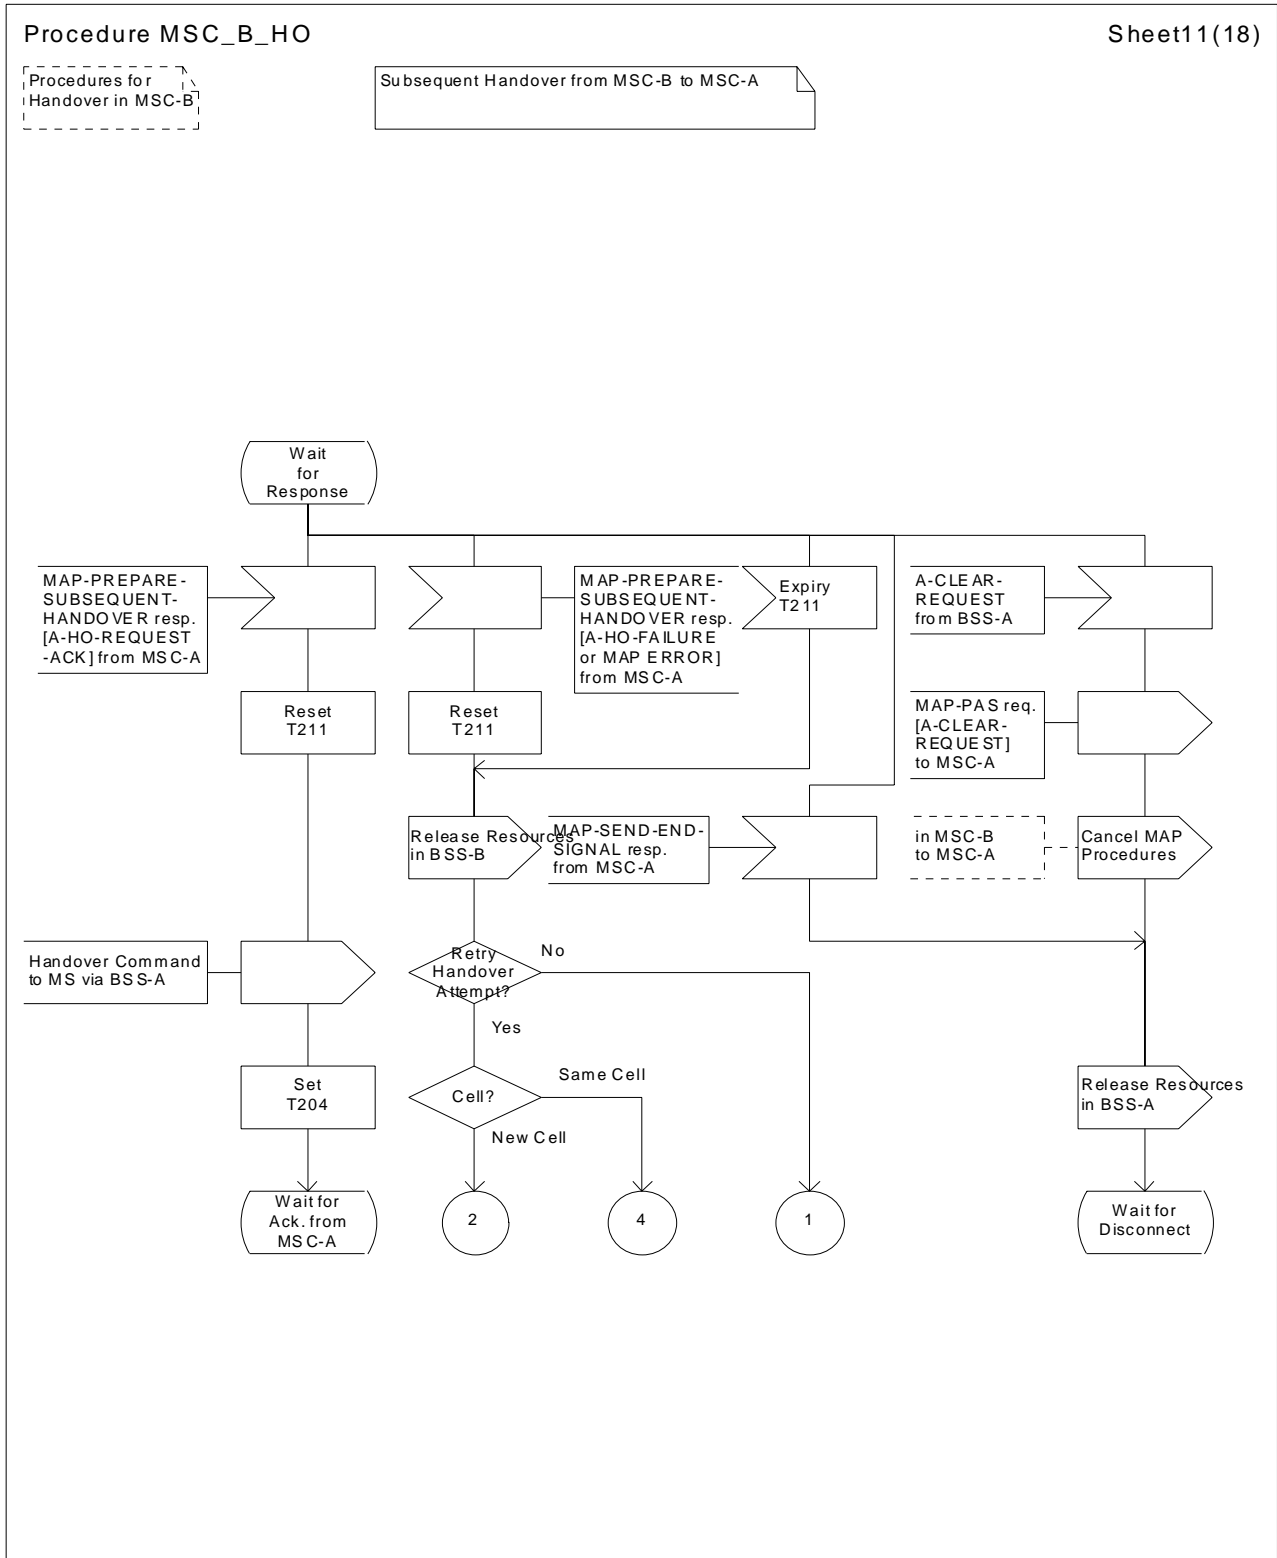 Procedure MSC_B_HO
Sheet11(18)
Procedures for
Handover in MSC-B
Subsequent Handover from MSC-B to MSC-A
Wait
for
Response
MAP-PREPARE-
SUBSEQUENT-
HANDOVER resp.
[A-HO-REQUEST
-ACK] from MSC-A
MAP-PREPARE-
SUBSEQUENT-
HANDOVER resp.
[A-HO-FAILURE
or MAP ERROR]
from MSC-A
Expiry
T211
A-CLEAR-
REQUEST
from BSS-A
Reset
T211
Reset
T211
MAP-PAS req.
[A-CLEAR-
REQUEST]
to MSC-A
Release Resources
in BSS-B
MAP-SEND-END-
SIGNAL resp.
from MSC-A
in MSC-B
to MSC-A
Cancel MAP
Procedures
Handover Command
to MS via BSS-A
Retry
Handover
Attempt?
No
Yes
Set
T204
Cell?
Same Cell
New Cell
Release Resources
in BSS-A
Wait for
Ack. from
MSC-A
2
4
1
Wait for
Disconnect